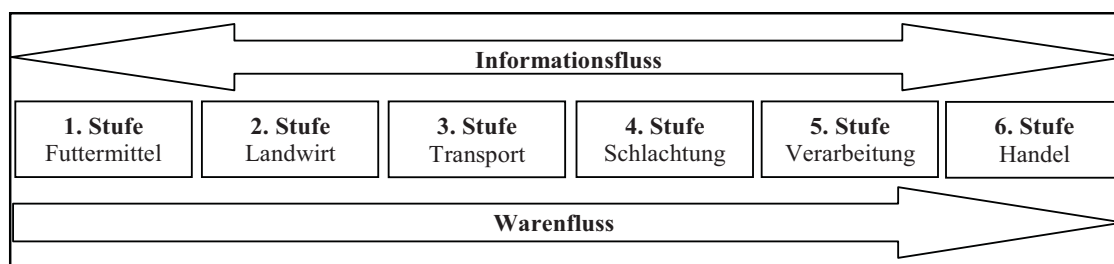 Informationsfluss
1. Stufe
Futtermittel
2. Stufe
Landwirt
3. Stufe
Transport
4. Stufe
Schlachtung
5. Stufe
Verarbeitung
6. Stufe
Handel
Warenfluss